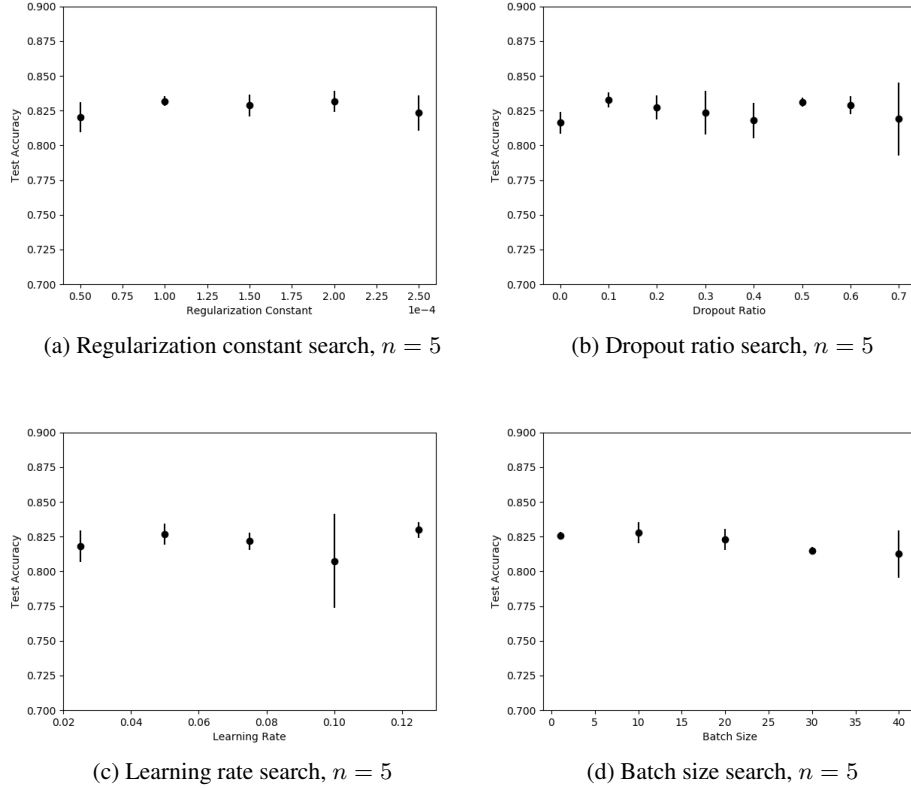 0.900
0.875
0.850
0.825
0.800
0.775
0.750
0.725
0.700
Test Accuracy
0.50 0.75 1.00 1.25 1.50 1.75 2.00 2.25 2.50
Regularization Constant
1e−4
(a) Regularization constant search, n = 5
0.900
0.875
0.850
0.825
0.800
0.775
0.750
0.725
0.700
Test Accuracy
0.0 0.1 0.2 0.3 0.4 0.5 0.6 0.7
Dropout Ratio
(b) Dropout ratio search, n = 5
0.900
0.875
0.850
0.825
0.800
0.775
0.750
0.725
0.700
Test Accuracy
0.02 0.04 0.06 0.08 0.10 0.12
Learning Rate
(c) Learning rate search, n = 5
0.900
0.875
0.850
0.825
0.800
0.775
0.750
0.725
0.700
Test Accuracy
0 5 10 15 20 25 30 35 40
Batch Size
(d) Batch size search, n = 5